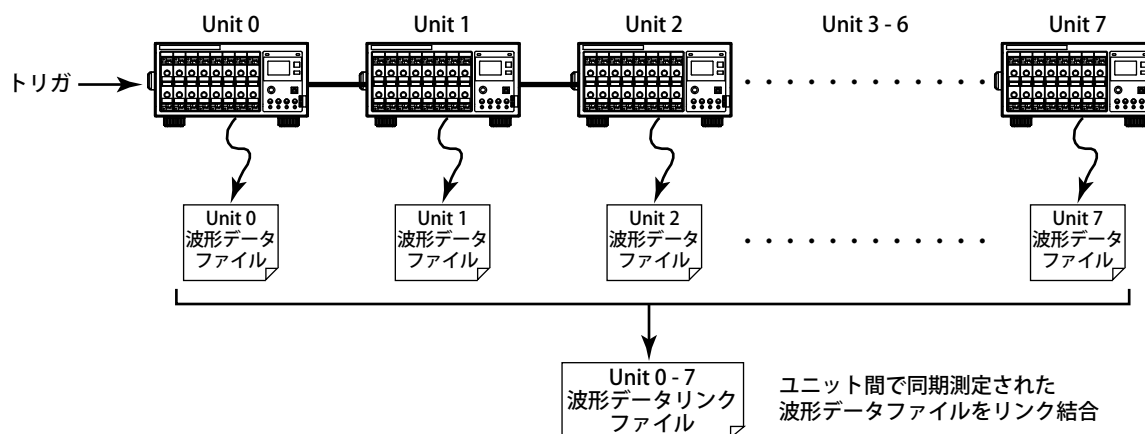 Unit 0
Unit 1
Unit 2
Unit 3 - 6
Unit 7
トリガ
Unit 0
波形データ
ファイル
Unit 1
波形データ
ファイル
Unit 2
波形データ
ファイル
Unit 7
波形データ
ファイル
Unit 0 - 7
波形データリンク
ファイル
ユニット間で同期測定された
波形データファイルをリンク結合